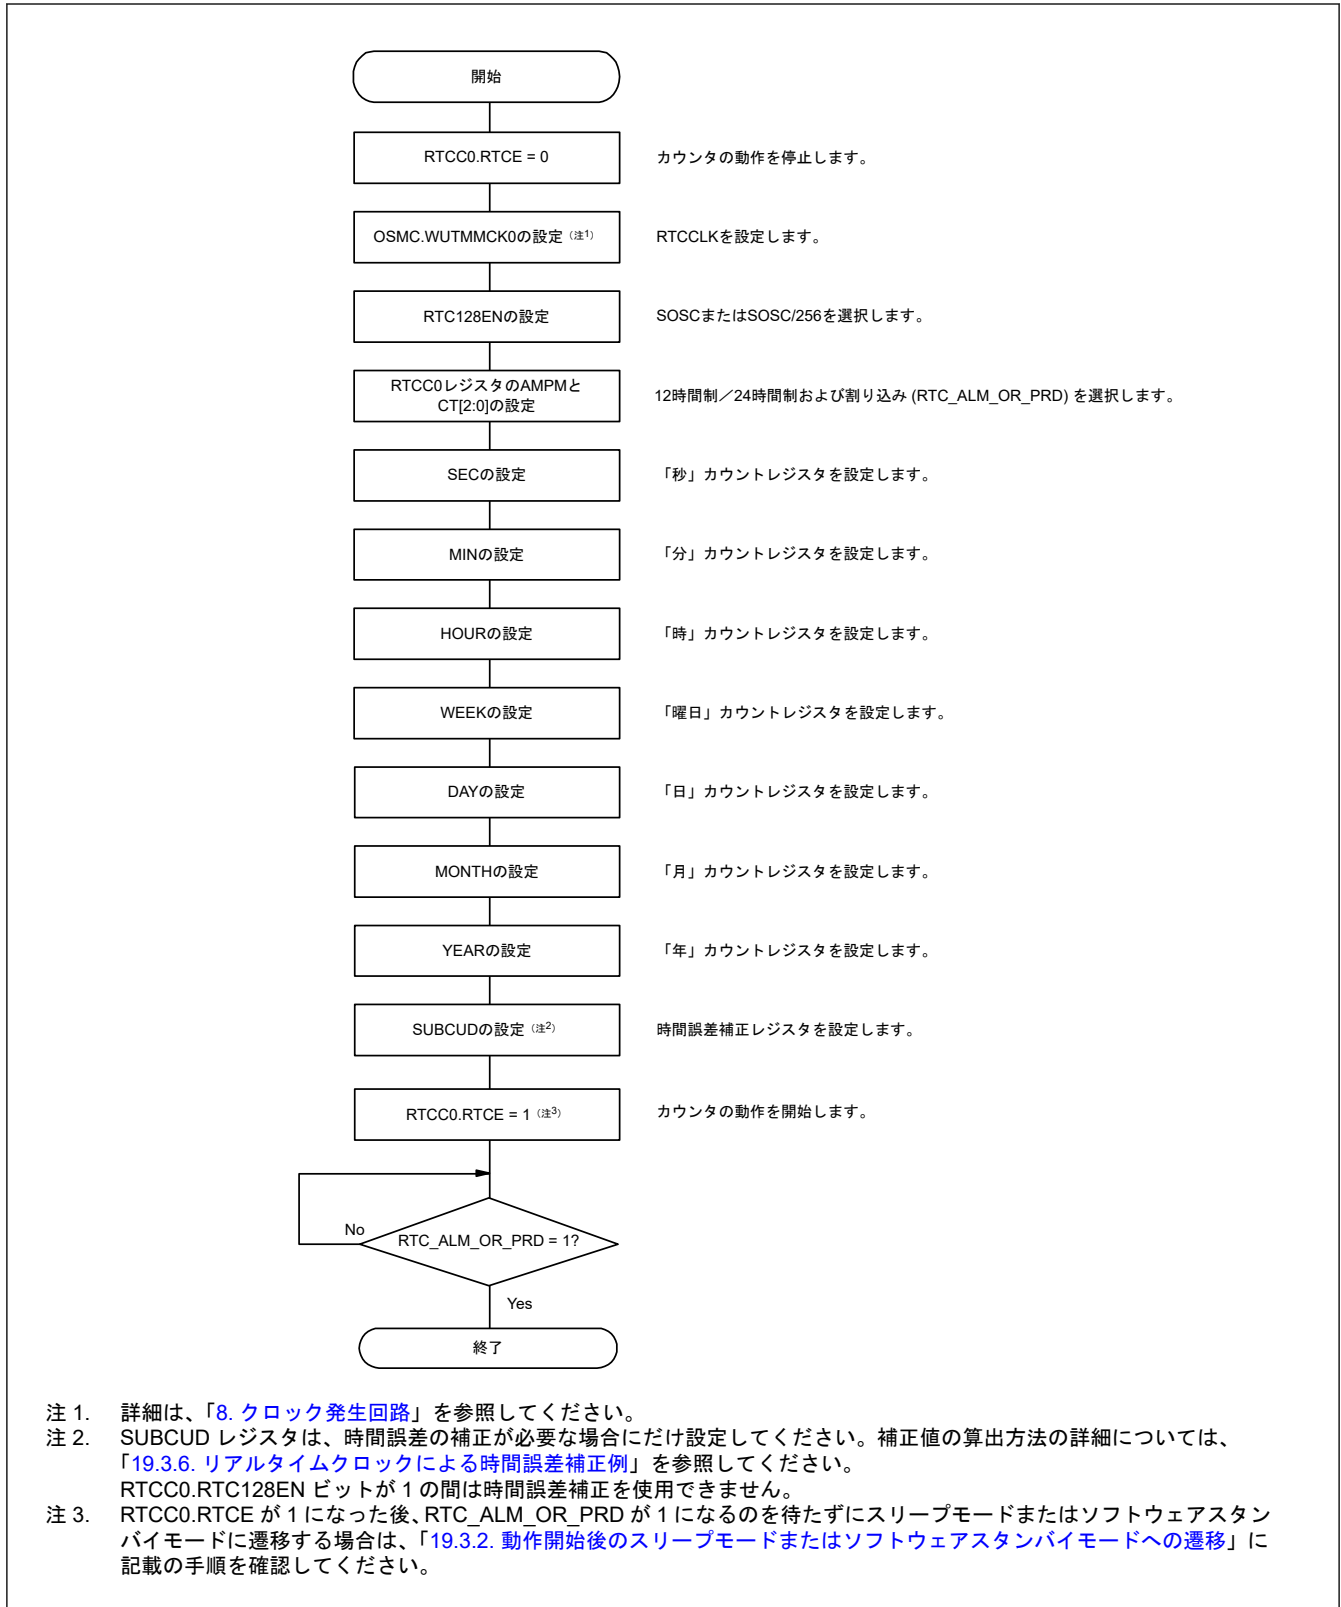 開始
RTCC0.RTCE = 0
カウンタの動作を停止します。
OSMC.WUTMMCK0の設定（注1）
RTCCLKを設定します。
RTC128ENの設定
SOSCまたはSOSC/256を選択します。
RTCC0レジスタのAMPMと
CT[2:0]の設定
12時間制／24時間制および割り込み (RTC_ALM_OR_PRD) を選択します。
SECの設定
「秒」カウントレジスタを設定します。
MINの設定
「分」カウントレジスタを設定します。
HOURの設定
「時」カウントレジスタを設定します。
WEEKの設定
「曜日」カウントレジスタを設定します。
DAYの設定
「日」カウントレジスタを設定します。
MONTHの設定
「月」カウントレジスタを設定します。
YEARの設定
「年」カウントレジスタを設定します。
SUBCUDの設定（注2）
時間誤差補正レジスタを設定します。
RTCC0.RTCE = 1（注3）
カウンタの動作を開始します。
No
RTC_ALM_OR_PRD = 1?
Yes
終了
注 1. 詳細は、「8. クロック発生回路」を参照してください。
注 2. SUBCUD レジスタは、時間誤差の補正が必要な場合にだけ設定してください。補正値の算出方法の詳細については、
「19.3.6. リアルタイムクロックによる時間誤差補正例」を参照してください。
RTCC0.RTC128EN ビットが 1 の間は時間誤差補正を使用できません。
注 3. RTCC0.RTCE が 1 になった後、RTC_ALM_OR_PRD が 1 になるのを待たずにスリープモードまたはソフトウェアスタン
バイモードに遷移する場合は、「19.3.2. 動作開始後のスリープモードまたはソフトウェアスタンバイモードへの遷移」に
記載の手順を確認してください。